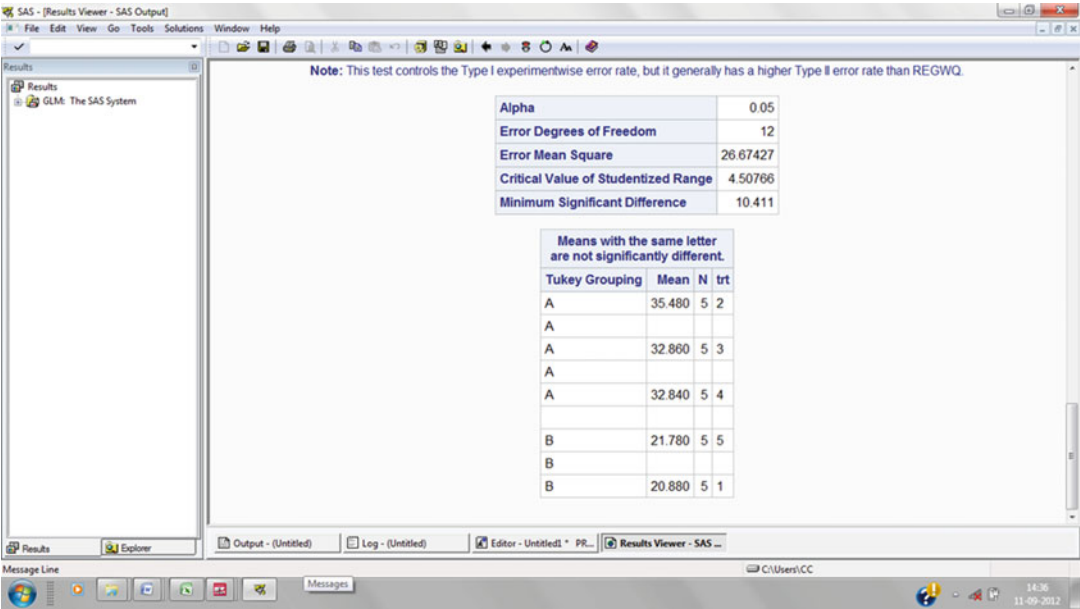 SAS - [Results Viewer - SAS Output]
File Edit View Go Tools Solutions Window Help
Results
Results
GLM: The SAS System
Note: This test controls the Type I experimentwise error rate, but it generally has a higher Type II error rate than REGWQ.
Alpha 0.05
Error Degrees of Freedom 12
Error Mean Square 26.67427
Critical Value of Studentized Range 4.50766
Minimum Significant Difference 10.411
Means with the same letter
are not significantly different.
Tukey Grouping Mean N trt
A 35.480 5 2
A
A 32.860 5 3
A
A 32.840 5 4
B 21.780 5 5
B
B 20.880 5 1
Results Explorer
Output - (Untitled) Log - (Untitled) Editor - Untitled1 * PR... Results Viewer - SAS ...
Message Line
C:\Users\CC
Messages
14:36
11-09-2012